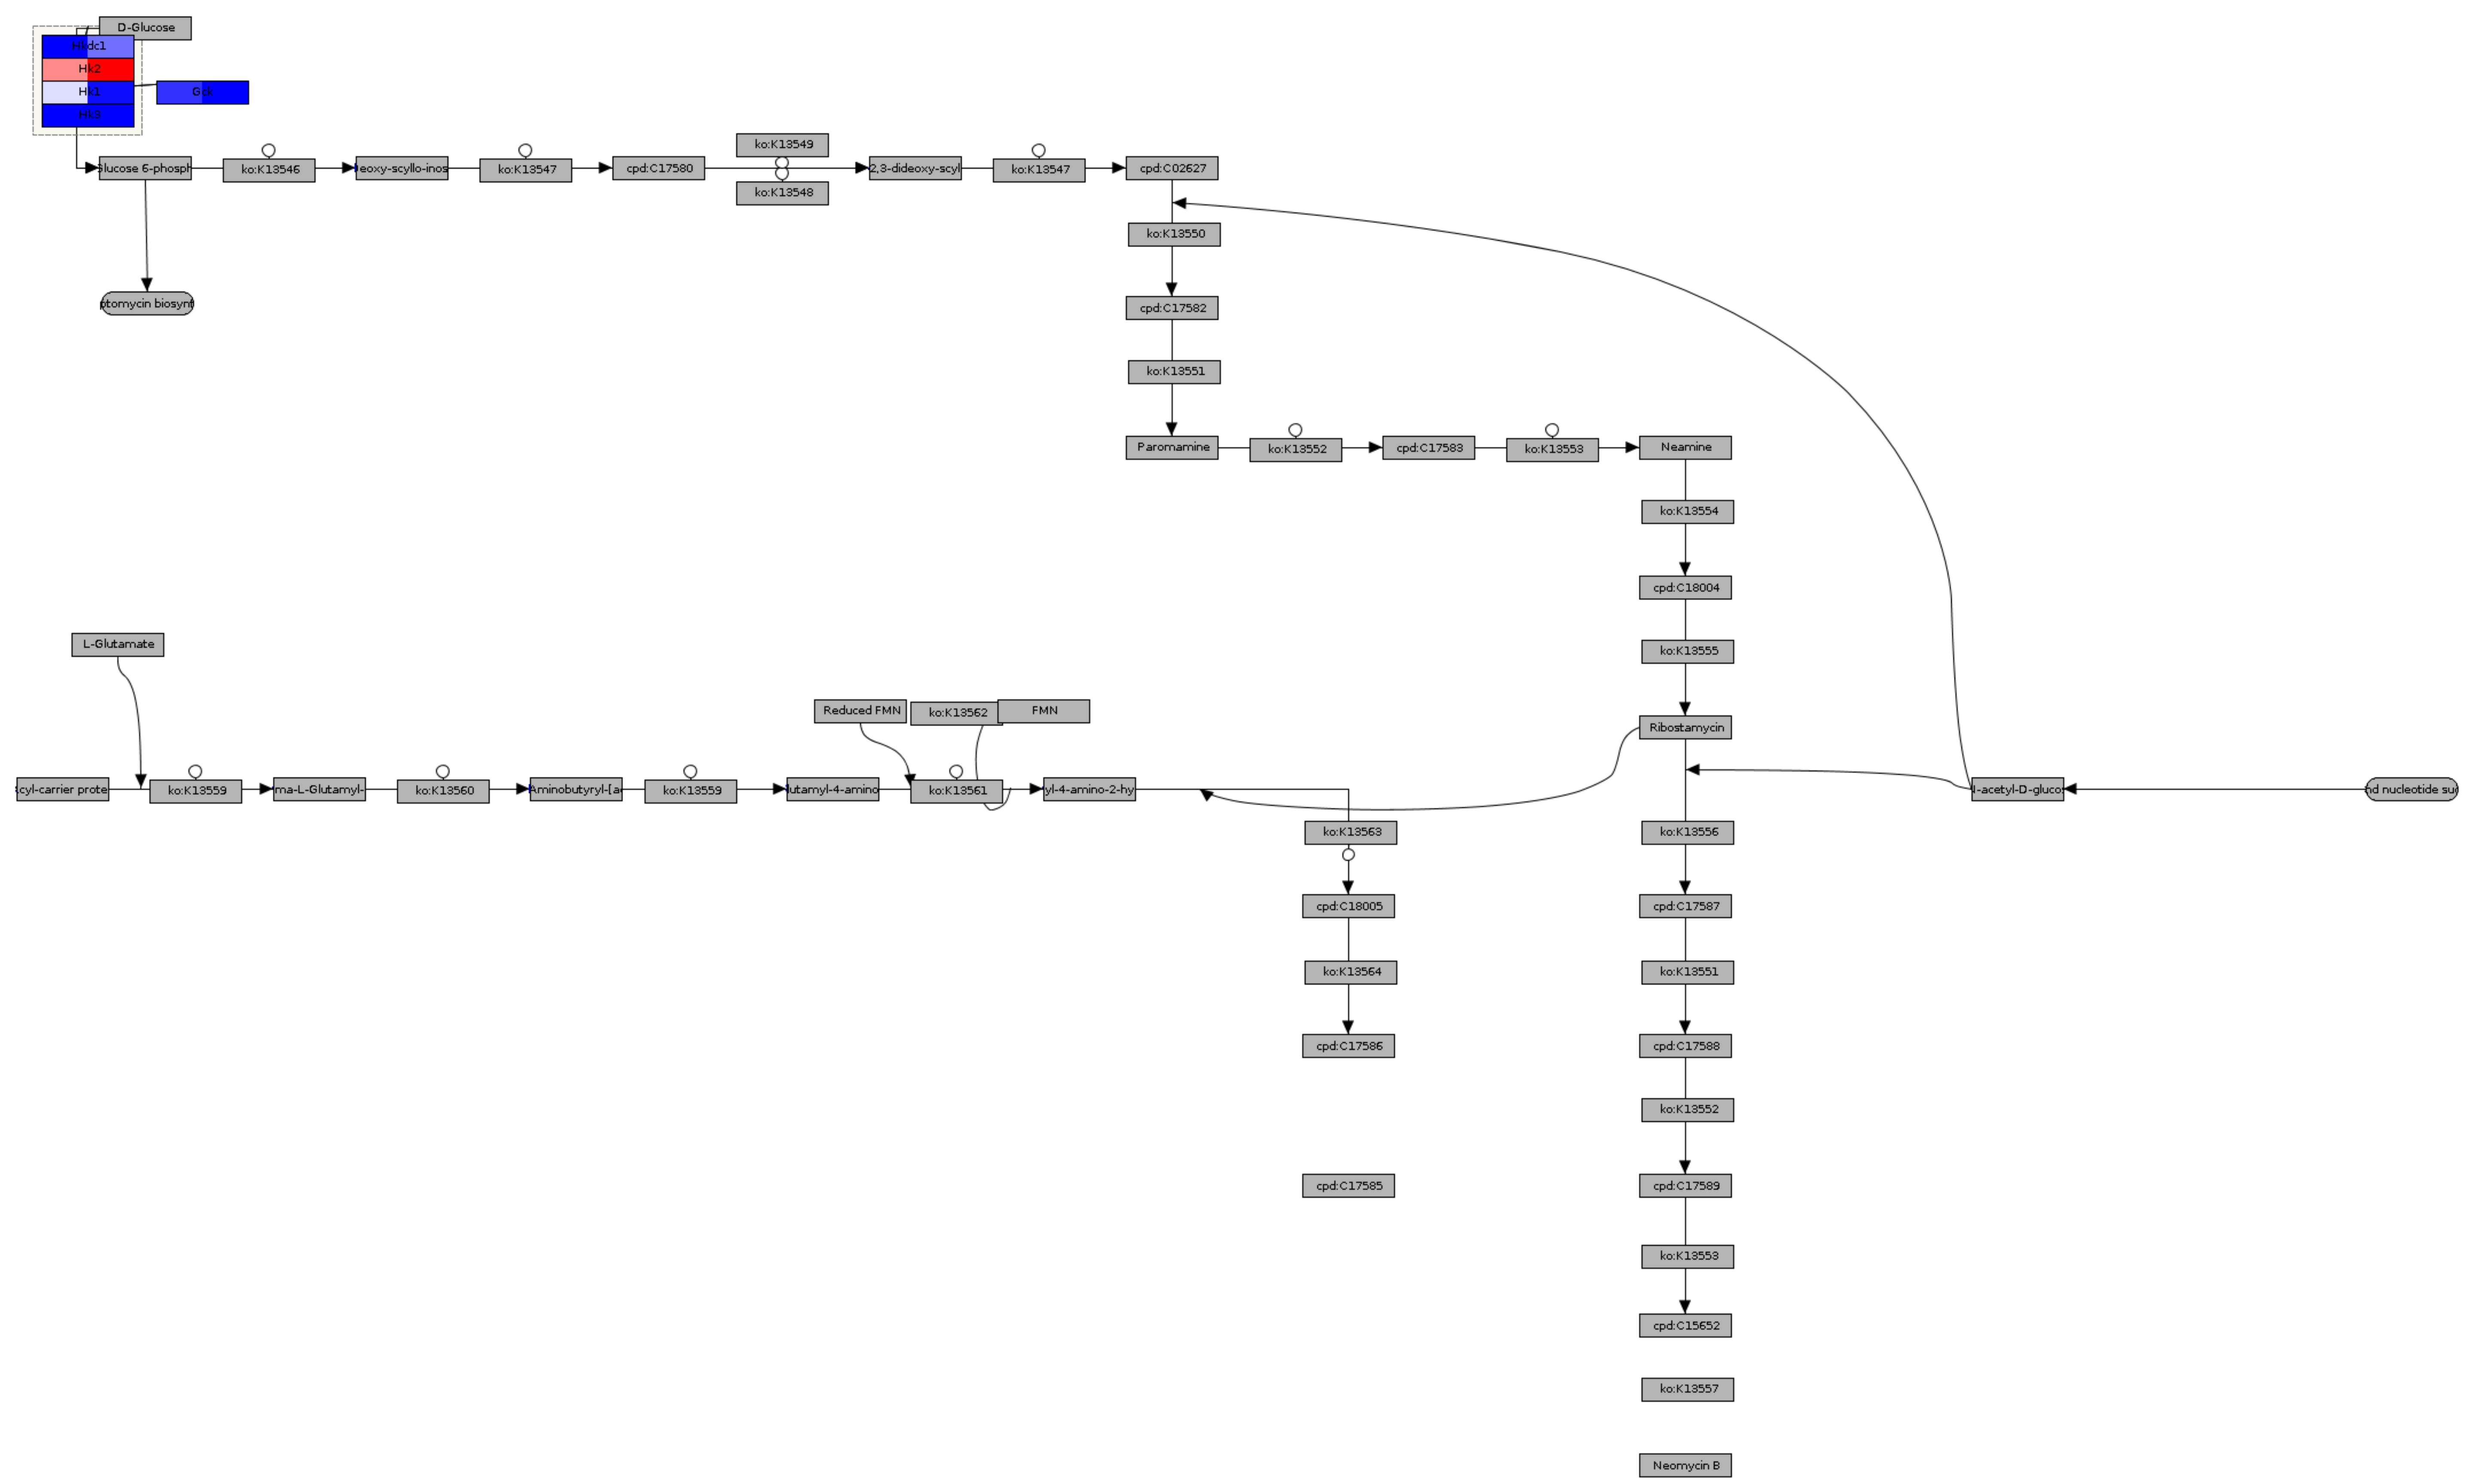 D-Glucose
Hkdc1
Hk2
Hk1
Gck
Hk3
ko:K13549
Glucose 6-phosph
ko:K13546
deoxy-scyllo-inos
ko:K13547
cpd:C17580
2,3-dideoxy-scyl
ko:K13547
cpd:C02627
ko:K13548
ko:K13550
ptomycin biosynt
cpd:C17582
ko:K13551
Paromamine
ko:K13552
cpd:C17583
ko:K13553
Neamine
ko:K13554
cpd:C18004
L-Glutamate
ko:K13555
Reduced FMN
ko:K13562
FMN
Ribostamycin
cyl-carrier prote
ko:K13559
ma-L-Glutamyl-
ko:K13560
Aminobutyryl-[a
ko:K13559
lutamyl-4-amino
ko:K13561
yl-4-amino-2-hy
N-acetyl-D-glucos
nd nucleotide sug
ko:K13563
ko:K13556
cpd:C18005
cpd:C17587
ko:K13564
ko:K13551
cpd:C17586
cpd:C17588
ko:K13552
cpd:C17585
cpd:C17589
ko:K13553
cpd:C15652
ko:K13557
Neomycin B